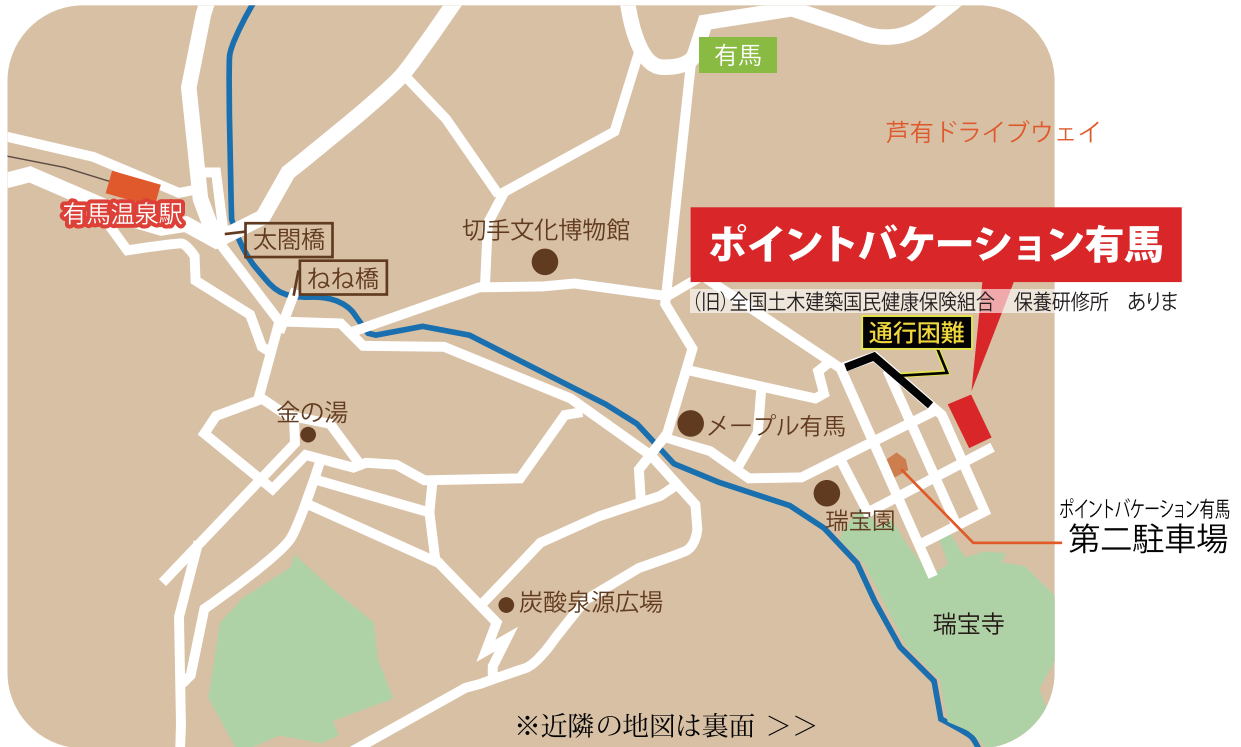 有馬
芦有ドライブウェイ
有馬温泉駅
太閤橋
切手文化博物館
ポイントバケーション有馬
ねね橋
(旧)全国土木建築国民健康保険組合　保養研修所　ありま
通行困難
金の湯
メープル有馬
瑞宝園
ポイントバケーション有馬
第二駐車場
炭酸泉源広場
瑞宝寺
※近隣の地図は裏面 >>